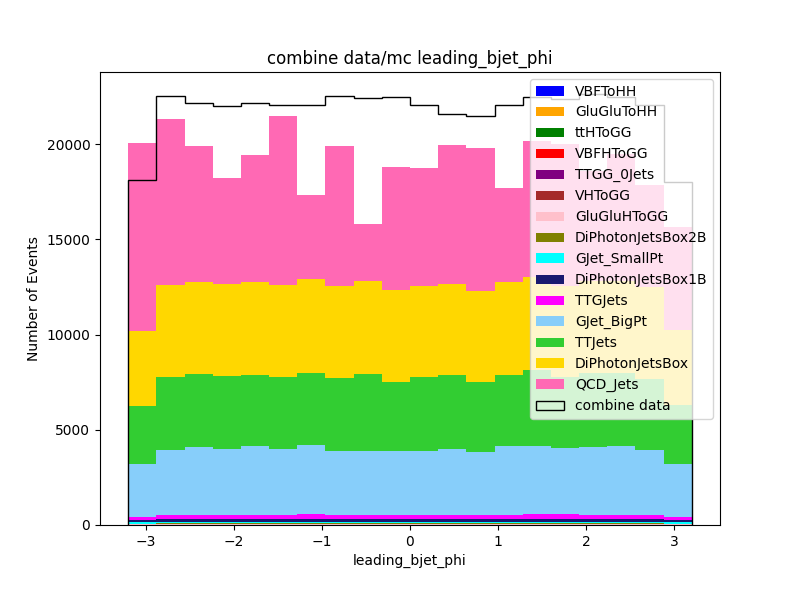 combine data/mc leading_bjet_phi
VBFToHH
GluGluToHH
ttHToGG
VBFHToGG
TTGG_0Jets
VHToGG
GluGluHToGG
DiPhotonJetsBox2B
GJet_SmallPt
DiPhotonJetsBox1B
TTGJets
GJet_BigPt
TTJets
DiPhotonJetsBox
QCD_Jets
combine data
Number of Events
20000
15000
10000
5000
0
−3
−2
−1
0
1
2
3
leading_bjet_phi